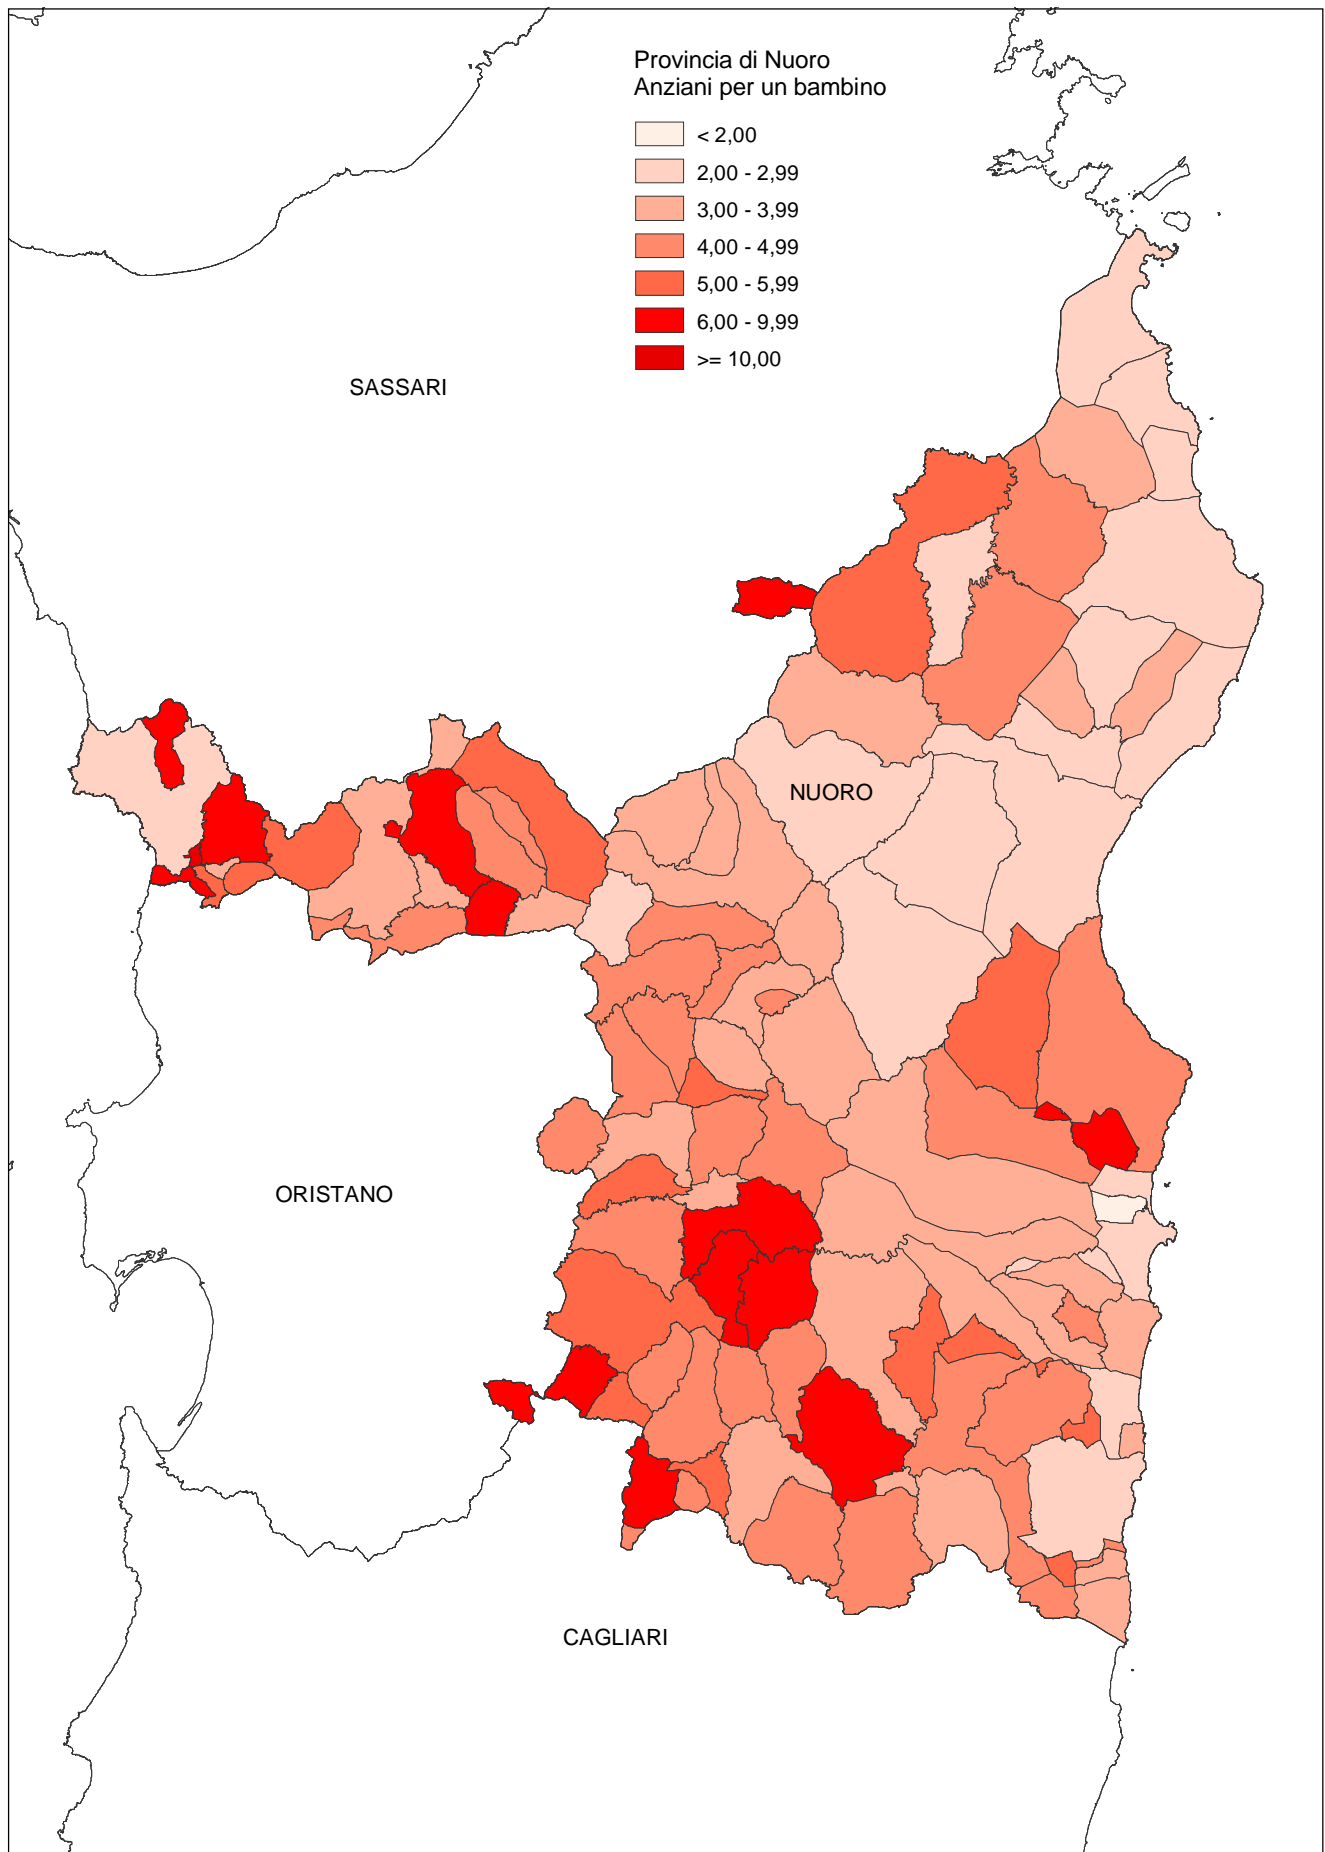 Provincia di Nuoro
Anziani per un bambino
< 2,00
2,00 - 2,99
3,00 - 3,99
4,00 - 4,99
5,00 - 5,99
6,00 - 9,99
>= 10,00
SASSARI
NUORO
ORISTANO
CAGLIARI